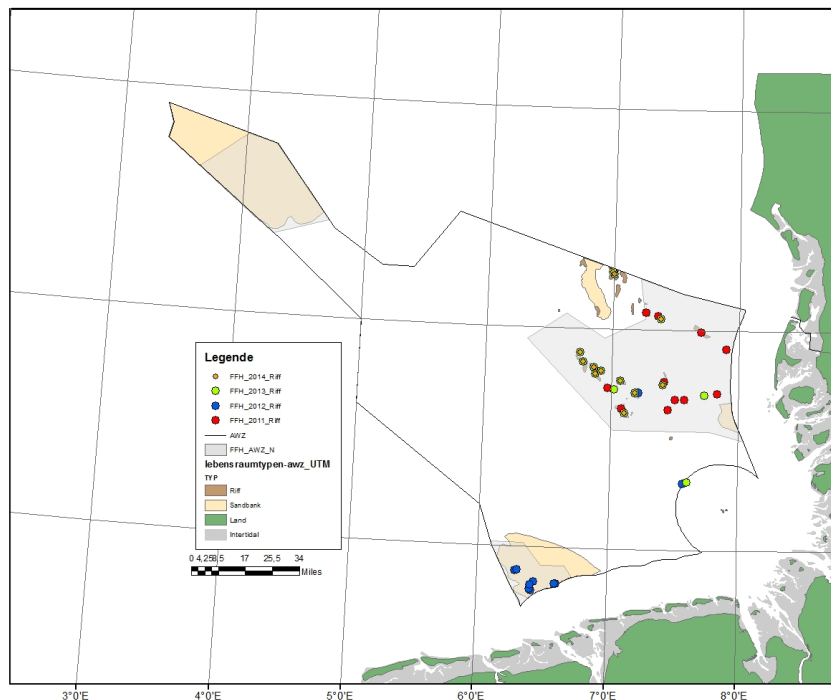 Legende
FFH_2014_Riff
FFH_2013_Riff
FFH_2012_Riff
FFH_2011_Riff
AWZ
FFH_AWZ_N
lebensraumtypen-awz_UTM
TYP
Riff
Sandbank
Land
Intertidal
0 4,258,5 17 25,5 34
Miles
3°0'E 4°0'E 5°0'E 6°0'E 7°0'E 8°0'E